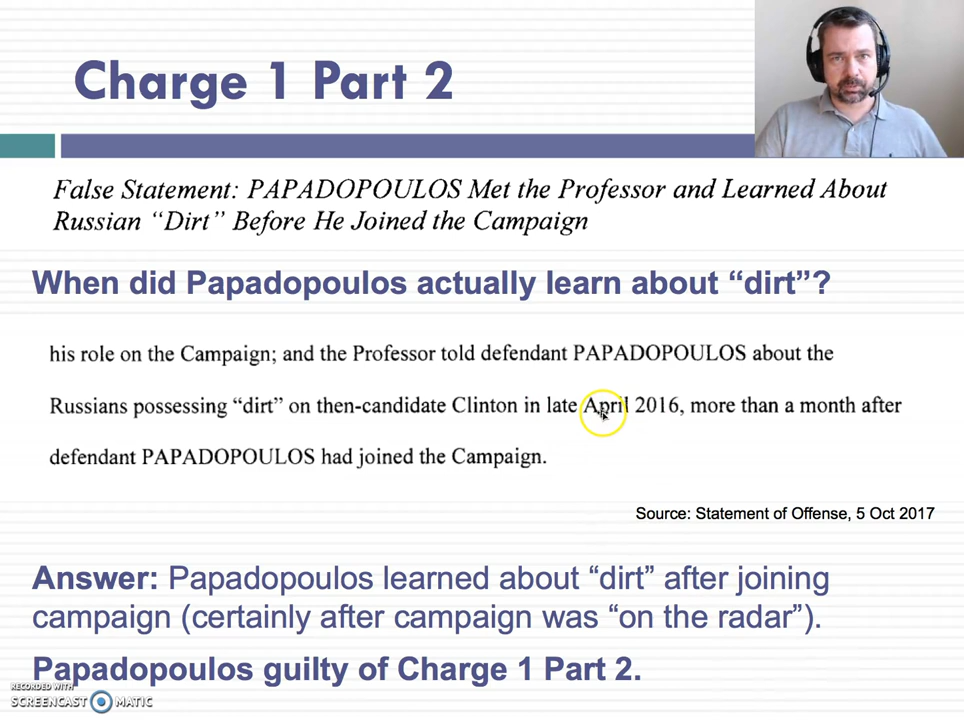 Charge 1 Part 2
False Statement: PAPADOPOULOS Met the Professor and Learned About
Russian “Dirt” Before He Joined the Campaign
When did Papadopoulos actually learn about “dirt”?
his role on the Campaign; and the Professor told defendant PAPADOPOULOS about the
Russians possessing “dirt” on then-candidate Clinton in late April 2016, more than a month after
defendant PAPADOPOULOS had joined the Campaign.
Source: Statement of Offense, 5 Oct 2017
Answer: Papadopoulos learned about “dirt” after joining
campaign (certainly after campaign was “on the radar”).
Papadopoulos guilty of Charge 1 Part 2.
RECORDED WITH
SCREENCAST MATIC